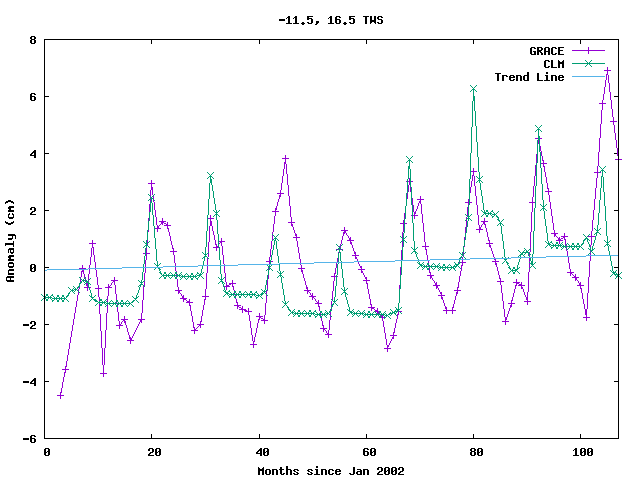 -11.5, 16.5 TWS
8
6
4
2
0
-2
-4
-6
Anomaly (cm)
GRACE
CLM
Trend Line
0 20 40 60 80 100
Months since Jan 2002